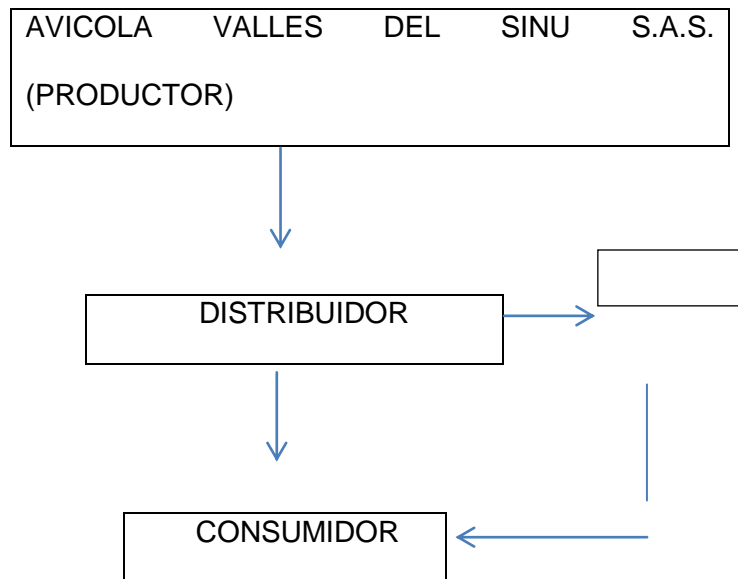 AVICOLA VALLES DEL SINU S.A.S.
(PRODUCTOR)
DISTRIBUIDOR
CONSUMIDOR